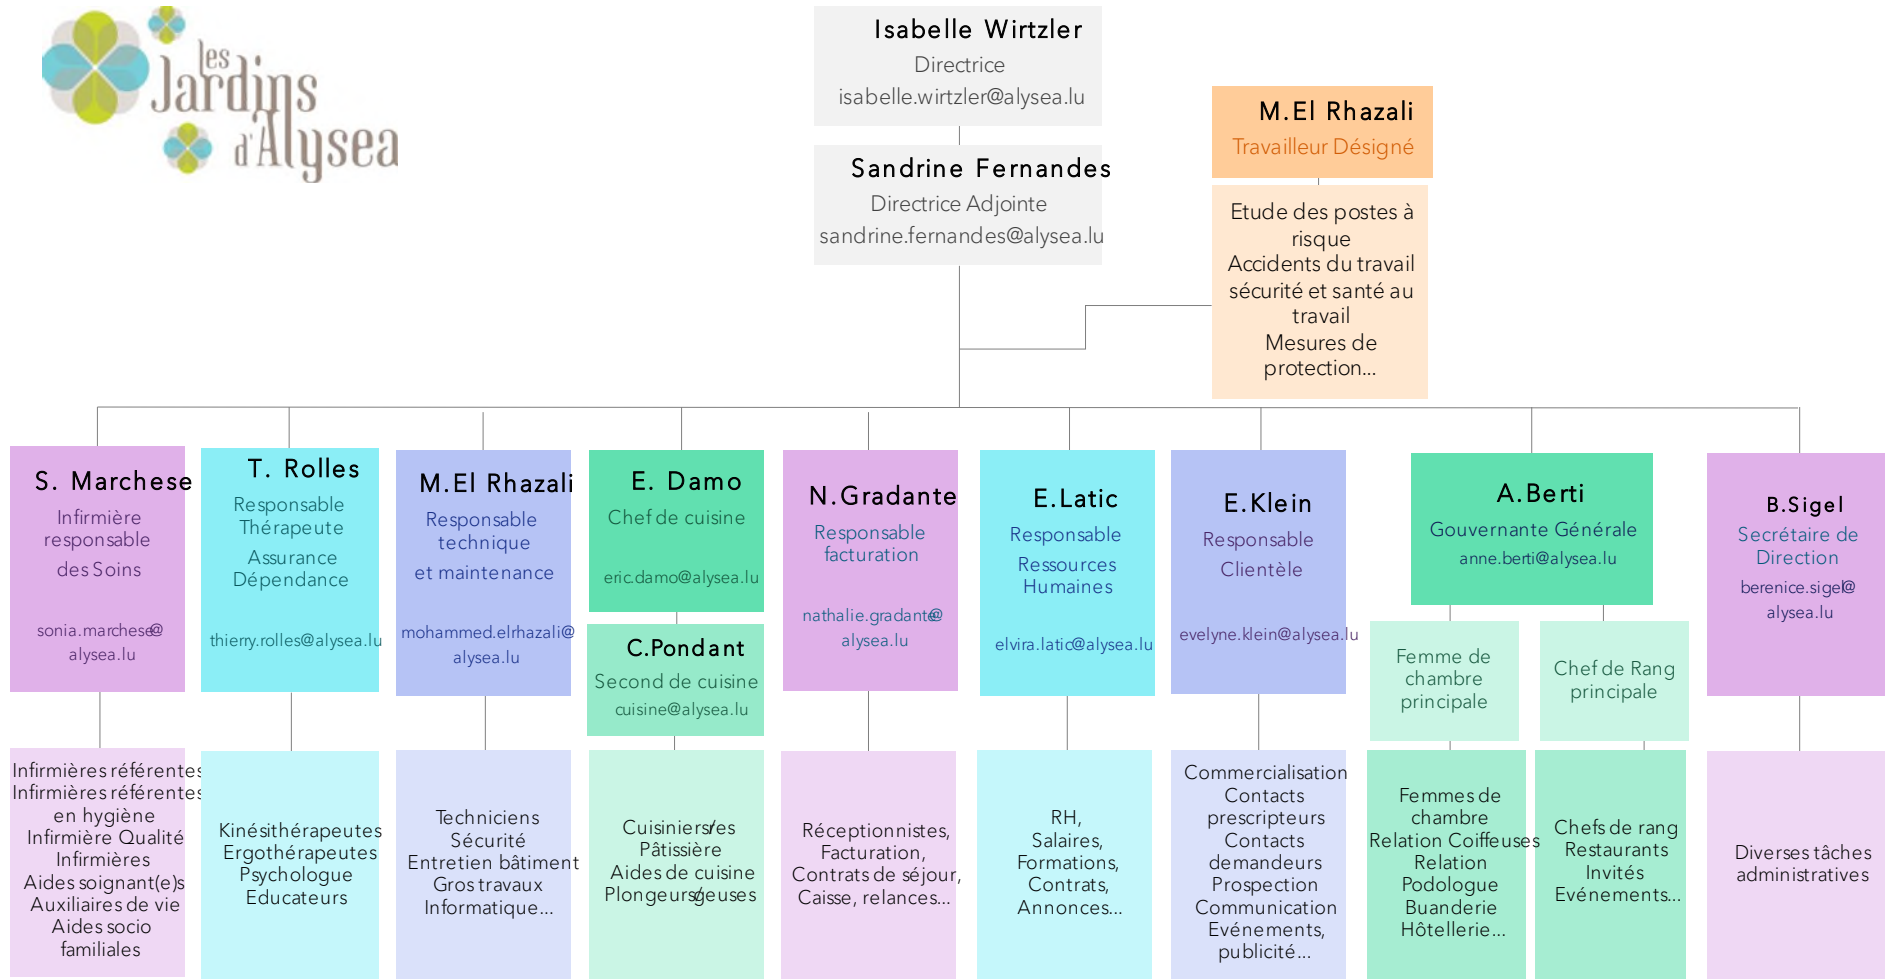 les
Jardins
d'Alysea
Isabelle Wirtzler
Directrice
isabelle.wirtzler@alysea.lu
Sandrine Fernandes
Directrice Adjointe
sandrine.fernandes@alysea.lu
M.El Rhazali
Travailleur Désigné
Etude des postes à
risque
Accidents du travail
sécurité et santé au
travail
Mesures de
protection...
S. Marchese
Infirmière
responsable
des Soins
sonia.marchese@
alysea.lu
Infirmières référentes
Infirmières référentes
en hygiène
Infirmière Qualité
Infirmières
Aides soignant(e)s
Auxiliaires de vie
Aides socio
familiales
T. Rolles
Responsable
Thérapeute
Assurance
Dépendance
thierry.rolles@alysea.lu
Kinésithérapeutes
Ergothérapeutes
Psychologue
Educateurs
M.El Rhazali
Responsable
technique
et maintenance
mohammed.elrhazali@
alysea.lu
Techniciens
Sécurité
Entretien bâtiment
Gros travaux
Informatique...
E. Damo
Chef de cuisine
eric.damo@alysea.lu
C.Pondant
Second de cuisine
cuisine@alysea.lu
Cuisiniers/res
Pâtissière
Aides de cuisine
Plongeurs/geuses
N.Gradante
Responsable
facturation
nathalie.gradante@
alysea.lu
Réceptionnistes,
Facturation,
Contrats de séjour,
Caisse, relances...
E.Latic
Responsable
Ressources
Humaines
elvira.latic@alysea.lu
RH,
Salaires,
Formations,
Contrats,
Annonces...
E.Klein
Responsable
Clientèle
evelyne.klein@alysea.lu
Commercialisation
Contacts
prescripteurs
Contacts
demandeurs
Prospection
Communication
Evénements,
publicité...
A.Berti
Gouvernante Générale
anne.berti@alysea.lu
Femme de
chambre
principale
Femmes de
chambre
Relation Coiffeuses
Relation
Podologue
Buanderie
Hôtellerie...
Chef de Rang
principale
Chefs de rang
Restaurants
Invités
Evénements...
B.Sigel
Secrétaire de
Direction
berenice.sigel@
alysea.lu
Diverses tâches
administratives